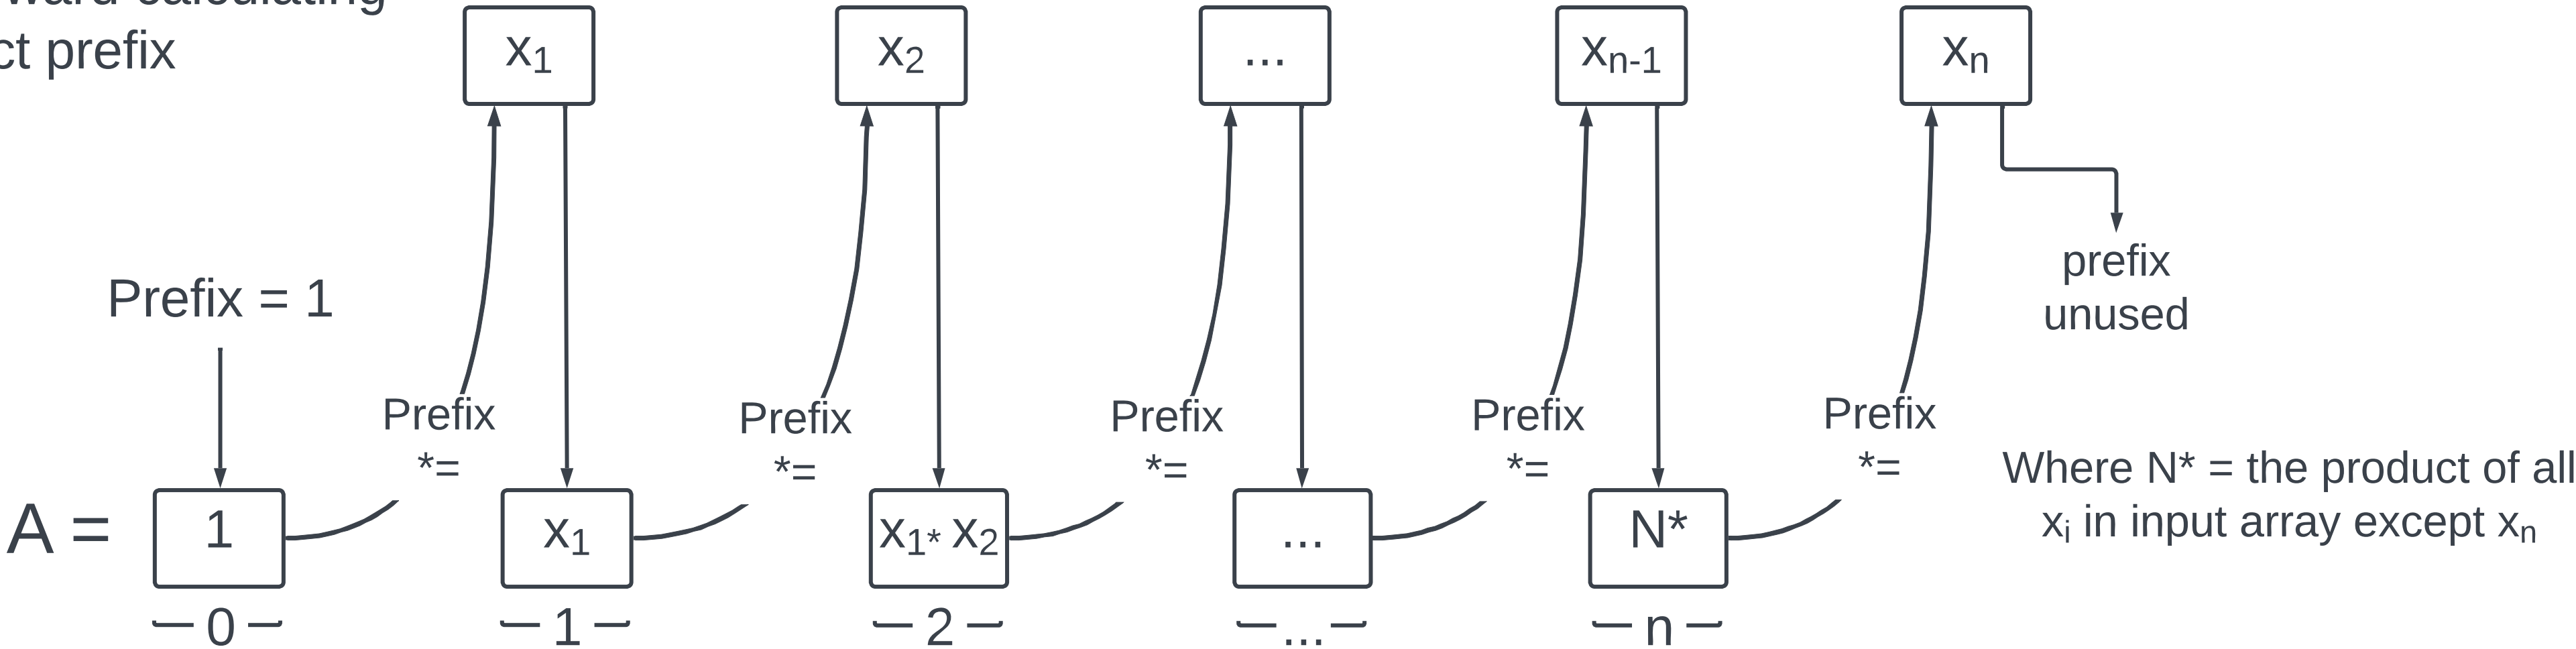 ct prefix
x1
x2
...
xn-1
xn
Prefix = 1
prefix
unused
Prefix
*=
Prefix
*=
Prefix
*=
Prefix
*=
Prefix
*=
Where N* = the product of all
xi in input array except xn
A =
1
x1
x1* x2
...
N*
0
1
2
...
n